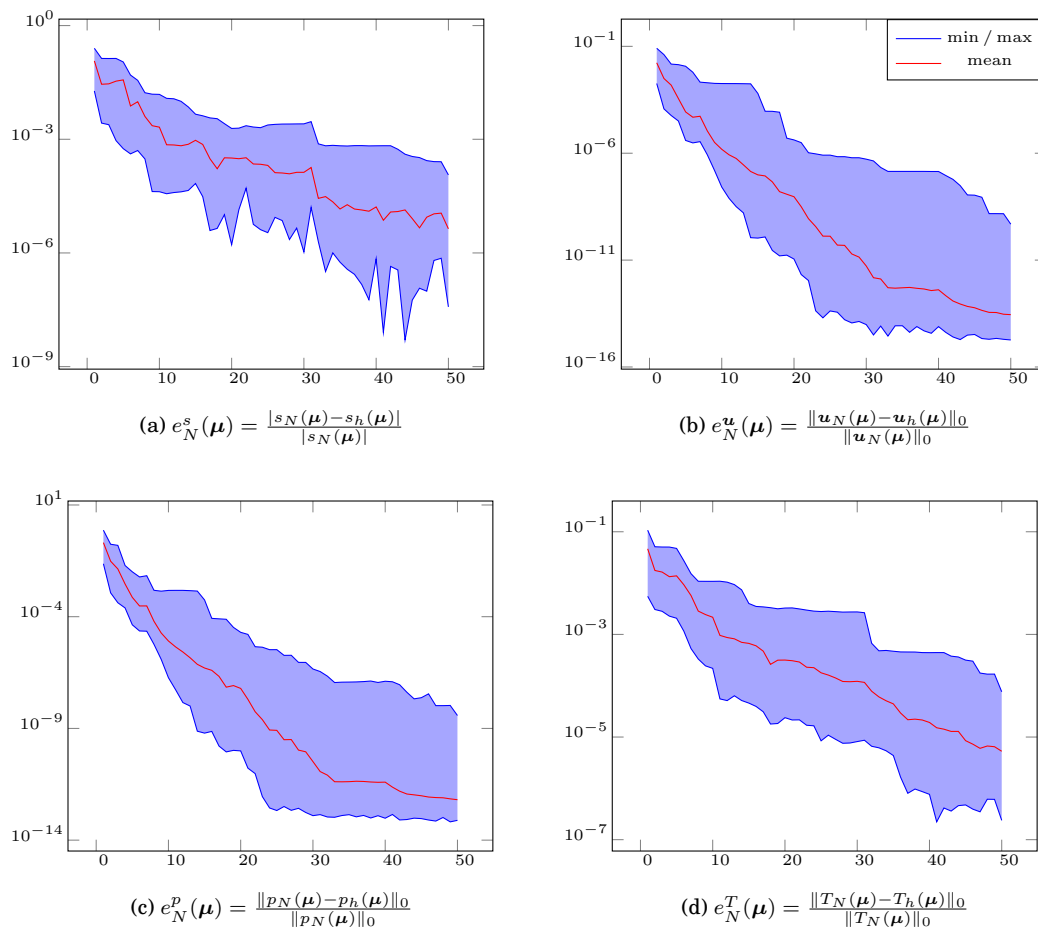 10^0
10^{-3}
10^{-6}
10^{-9}
0 10 20 30 40 50
(a) e_N^s(μ) = |s_N(μ)−s_h(μ)| / |s_N(μ)|
min / max
mean
10^{-1}
10^{-6}
10^{-11}
10^{-16}
0 10 20 30 40 50
(b) e_N^u(μ) = ‖u_N(μ)−u_h(μ)‖_0 / ‖u_N(μ)‖_0
10^1
10^{-4}
10^{-9}
10^{-14}
0 10 20 30 40 50
(c) e_N^p(μ) = ‖p_N(μ)−p_h(μ)‖_0 / ‖p_N(μ)‖_0
10^{-1}
10^{-3}
10^{-5}
10^{-7}
0 10 20 30 40 50
(d) e_N^T(μ) = ‖T_N(μ)−T_h(μ)‖_0 / ‖T_N(μ)‖_0